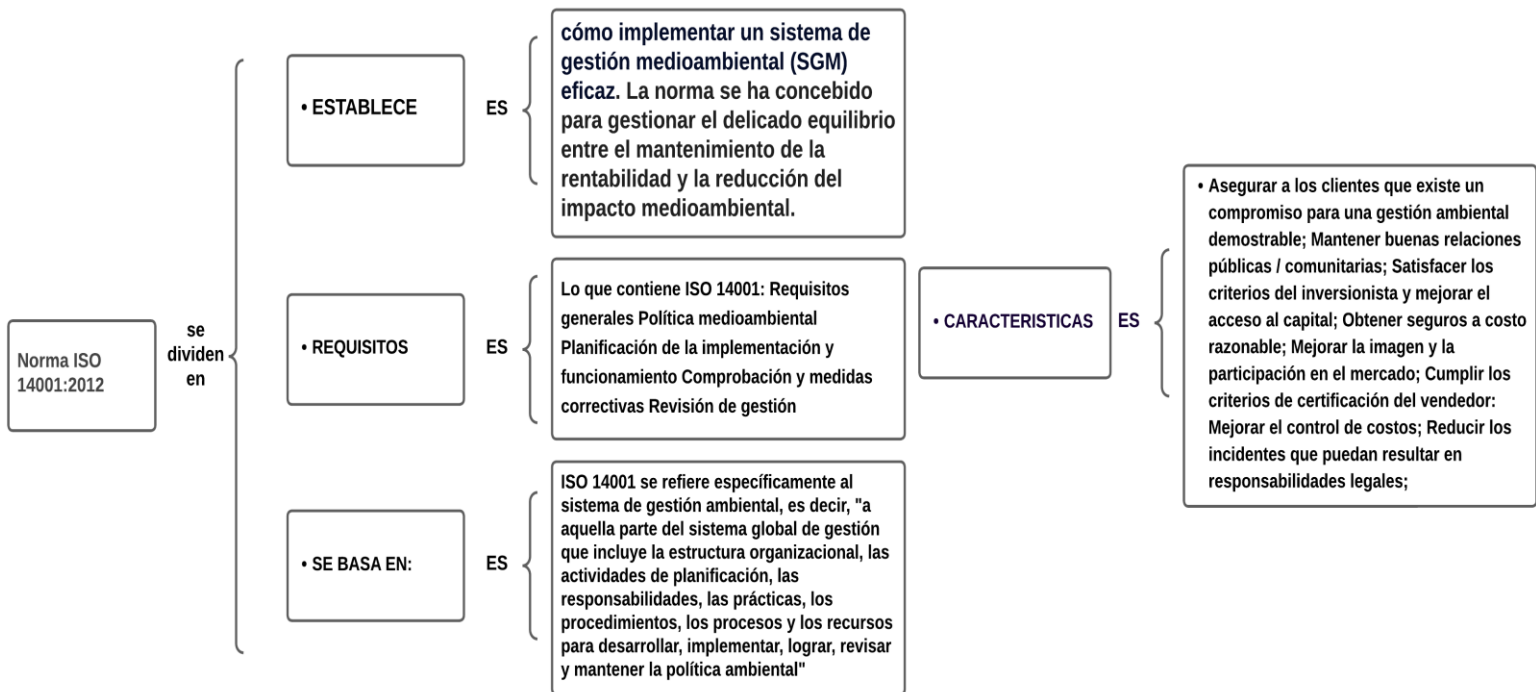 Norma ISO
14001:2012
se
dividen
en
• ESTABLECE
ES
cómo implementar un sistema de
gestión medioambiental (SGM)
eficaz. La norma se ha concebido
para gestionar el delicado equilibrio
entre el mantenimiento de la
rentabilidad y la reducción del
impacto medioambiental.
• REQUISITOS
ES
Lo que contiene ISO 14001: Requisitos
generales Política medioambiental
Planificación de la implementación y
funcionamiento Comprobación y medidas
correctivas Revisión de gestión
• SE BASA EN:
ES
ISO 14001 se refiere específicamente al
sistema de gestión ambiental, es decir, "a
aquella parte del sistema global de gestión
que incluye la estructura organizacional, las
actividades de planificación, las
responsabilidades, las prácticas, los
procedimientos, los procesos y los recursos
para desarrollar, implementar, lograr, revisar
y mantener la política ambiental"
• CARACTERISTICAS
ES
• Asegurar a los clientes que existe un
compromiso para una gestión ambiental
demostrable; Mantener buenas relaciones
públicas / comunitarias; Satisfacer los
criterios del inversionista y mejorar el
acceso al capital; Obtener seguros a costo
razonable; Mejorar la imagen y la
participación en el mercado; Cumplir los
criterios de certificación del vendedor:
Mejorar el control de costos; Reducir los
incidentes que puedan resultar en
responsabilidades legales;